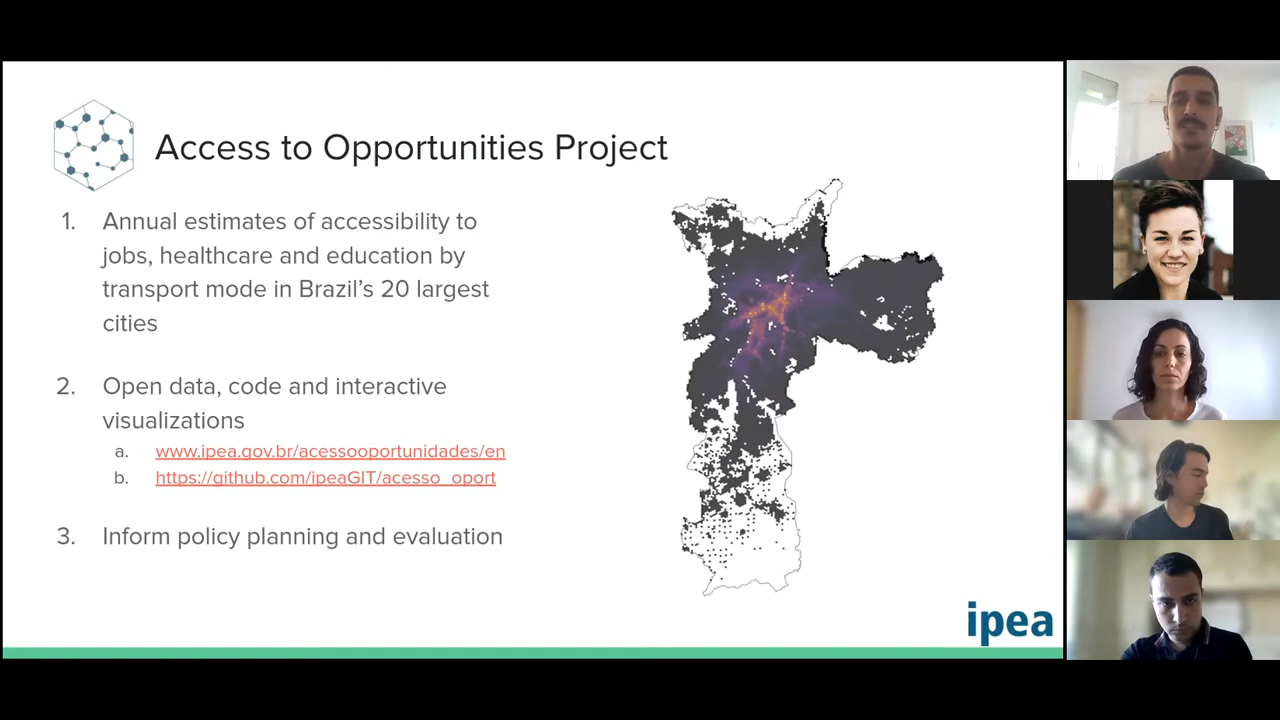 Access to Opportunities Project
1. Annual estimates of accessibility to
jobs, healthcare and education by
transport mode in Brazil's 20 largest
cities
2. Open data, code and interactive
visualizations
a. www.ipea.gov.br/acessooportunidades/en
b. https://github.com/ipeaGIT/acesso_oport
3. Inform policy planning and evaluation
ipea